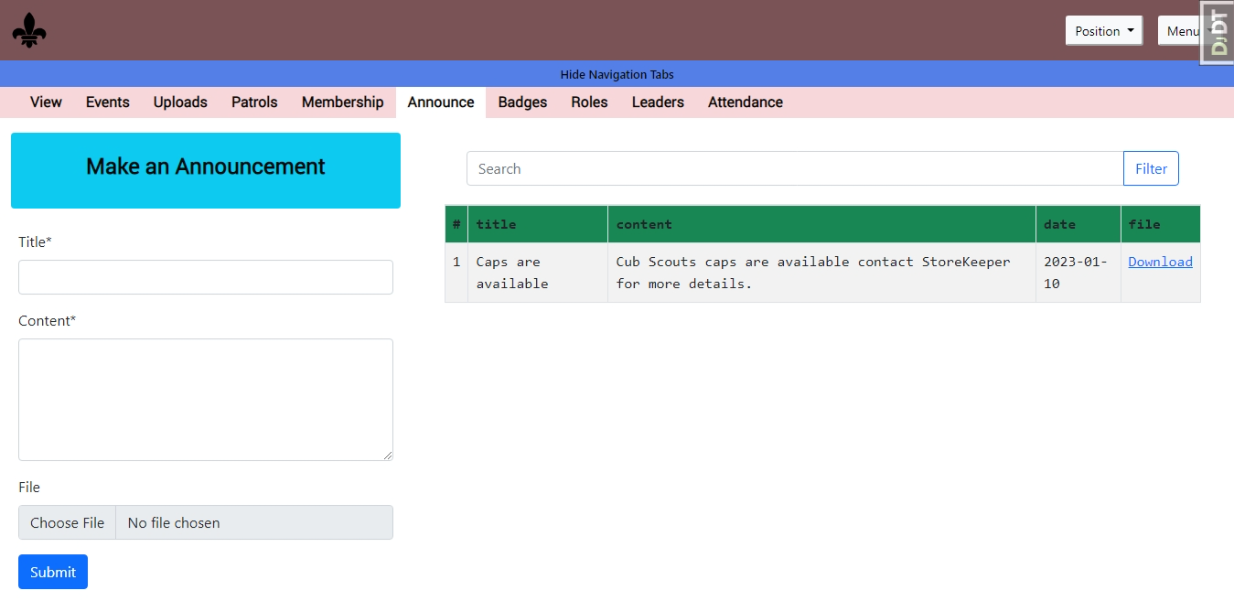 Position
Menu
DjDT
Hide Navigation Tabs
View Events Uploads Patrols Membership Announce Badges Roles Leaders Attendance
Make an Announcement
Title*
Content*
File
Choose File No file chosen
Submit
Search
Filter
# title content date file
1 Caps are Cub Scouts caps are available contact StoreKeeper 2023-01- Download
available for more details. 10